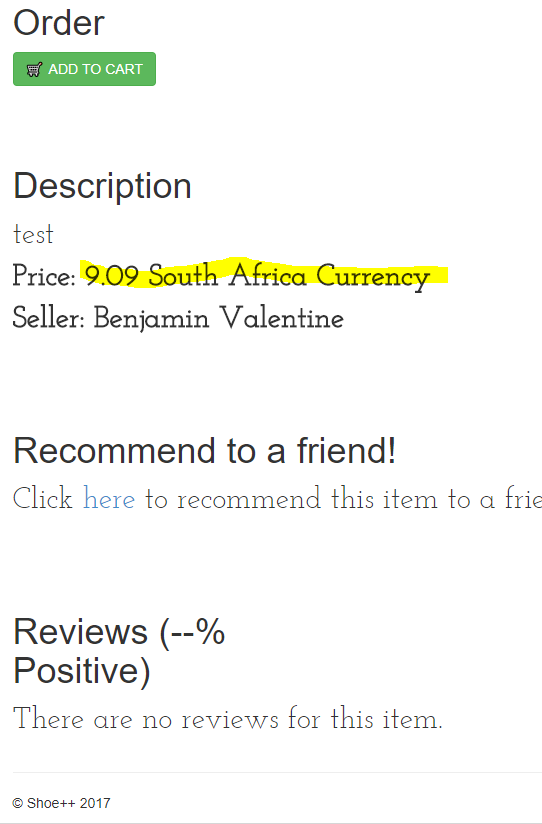 Order
ADD TO CART
Description
test
Price: 9.09 South Africa Currency
Seller: Benjamin Valentine
Recommend to a friend!
Click here to recommend this item to a frie
Reviews (--%
Positive)
There are no reviews for this item.
© Shoe++ 2017